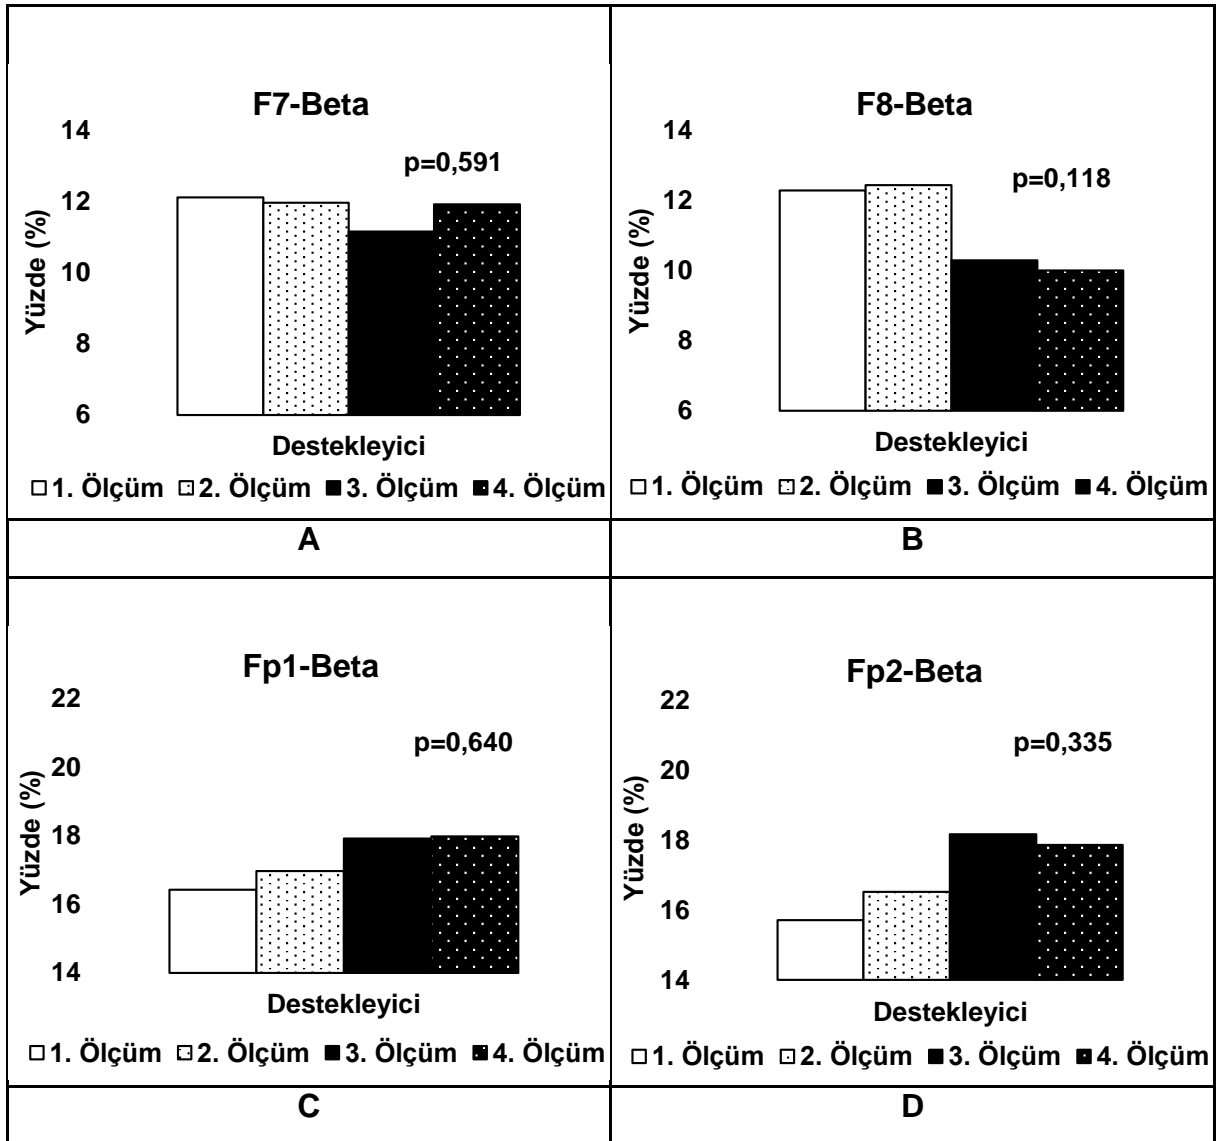 F7-Beta
14
12
10
8
6
Yüzde (%)
p=0,591
Destekleyici
1. Ölçüm 2. Ölçüm 3. Ölçüm 4. Ölçüm
A
F8-Beta
14
12
10
8
6
Yüzde (%)
p=0,118
Destekleyici
1. Ölçüm 2. Ölçüm 3. Ölçüm 4. Ölçüm
B
Fp1-Beta
22
20
18
16
14
Yüzde (%)
p=0,640
Destekleyici
1. Ölçüm 2. Ölçüm 3. Ölçüm 4. Ölçüm
C
Fp2-Beta
22
20
18
16
14
Yüzde (%)
p=0,335
Destekleyici
1. Ölçüm 2. Ölçüm 3. Ölçüm 4. Ölçüm
D